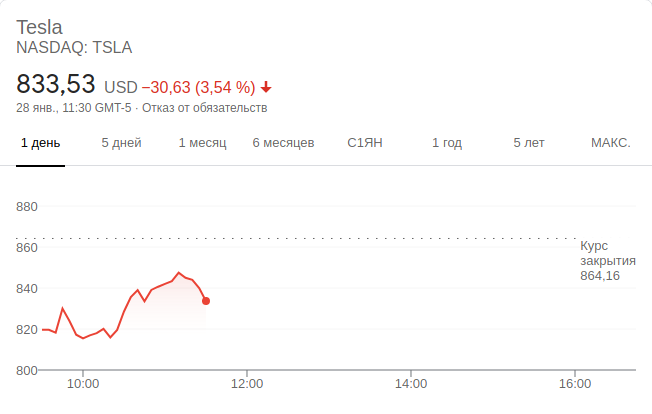 Tesla
NASDAQ: TSLA
833,53 USD −30,63 (3,54 %)
28 янв., 11:30 GMT-5 · Отказ от обязательств
1 день 5 дней 1 месяц 6 месяцев С1ЯН 1 год 5 лет МАКС.
880
860
840
820
800
Курс
закрытия
864,16
10:00 12:00 14:00 16:00